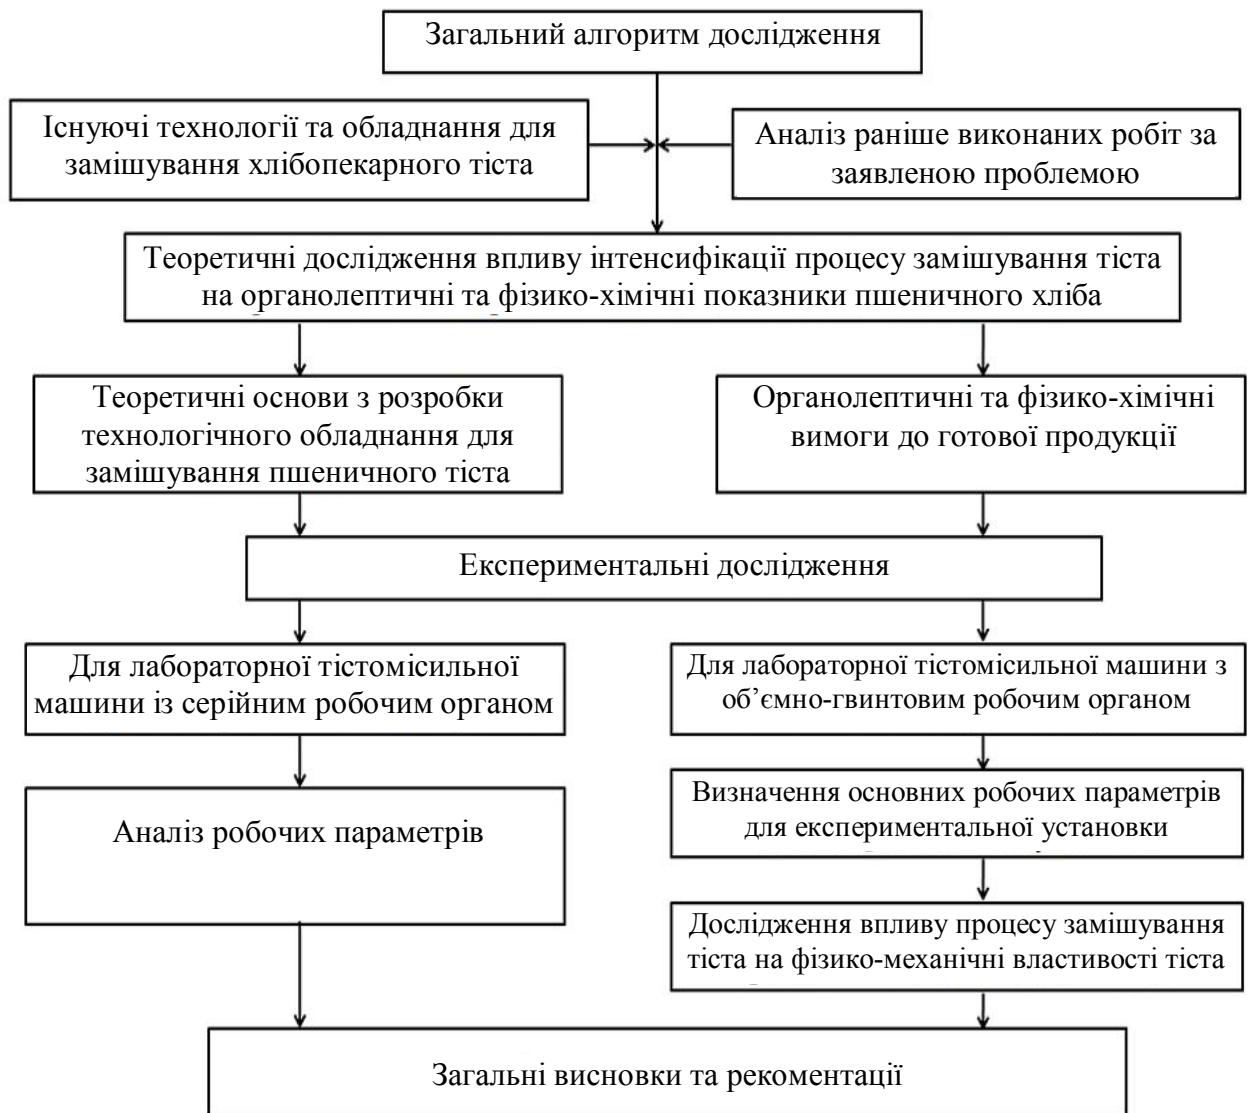 Загальний алгоритм дослідження
Існуючі технології та обладнання для
замішування хлібопекарного тіста
Аналіз раніше виконаних робіт за
заявленою проблемою
Теоретичні дослідження впливу інтенсифікації процесу замішування тіста
на органолептичні та фізико-хімічні показники пшеничного хліба
Теоретичні основи з розробки
технологічного обладнання для
замішування пшеничного тіста
Органолептичні та фізико-хімічні
вимоги до готової продукції
Експериментальні дослідження
Для лабораторної тістомісильної
машини із серійним робочим органом
Для лабораторної тістомісильної машини з
об’ємно-гвинтовим робочим органом
Аналіз робочих параметрів
Визначення основних робочих параметрів
для експериментальної установки
Дослідження впливу процесу замішування
тіста на фізико-механічні властивості тіста
Загальні висновки та рекоментації